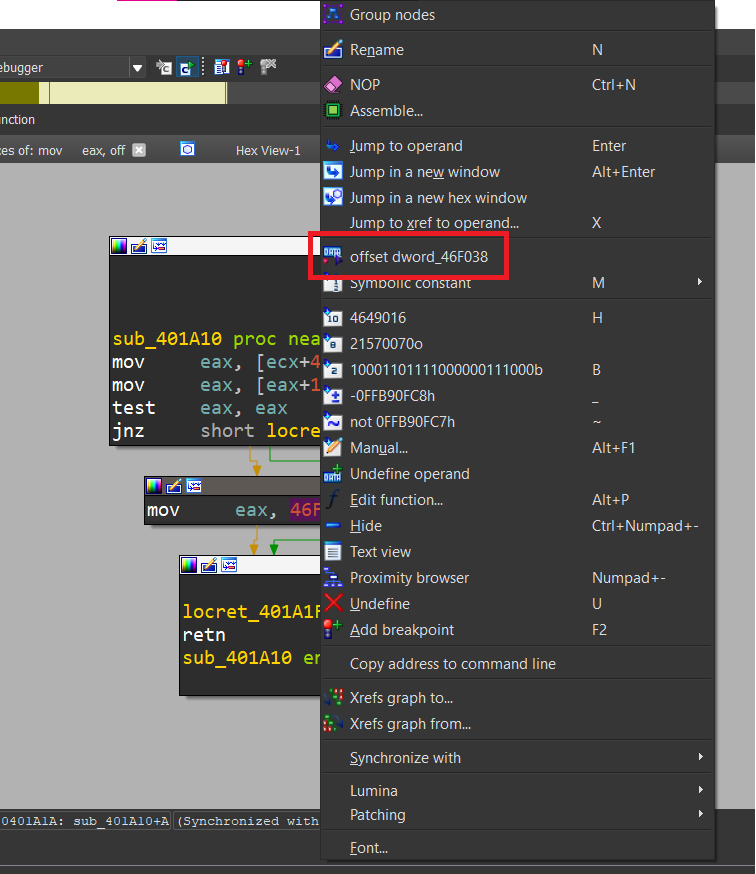 Group nodes
Rename N
ebugger
NOP Ctrl+N
Assemble...
nction
Jump to operand Enter
es of: mov eax, off Hex View-1
Jump in a new window Alt+Enter
Jump in a new hex window
Jump to xref to operand... X
offset dword_46F038
Symbolic constant M
4649016 H
sub_401A10 proc nea
21570070o
mov eax, [ecx+4
10001101111000000111000b B
mov eax, [eax+1
-0FFB90FC8h _
test eax, eax
not 0FFB90FC7h ~
jnz short locre
Manual... Alt+F1
Undefine operand
Edit function... Alt+P
mov eax, 46F
Hide Ctrl+Numpad+-
Text view
Proximity browser Numpad+-
Undefine U
locret_401A1F
Add breakpoint F2
retn
sub_401A10 en
Copy address to command line
Xrefs graph to...
Xrefs graph from...
Synchronize with
Lumina
Patching
0401A1A: sub_401A10+A (Synchronized with
Font...